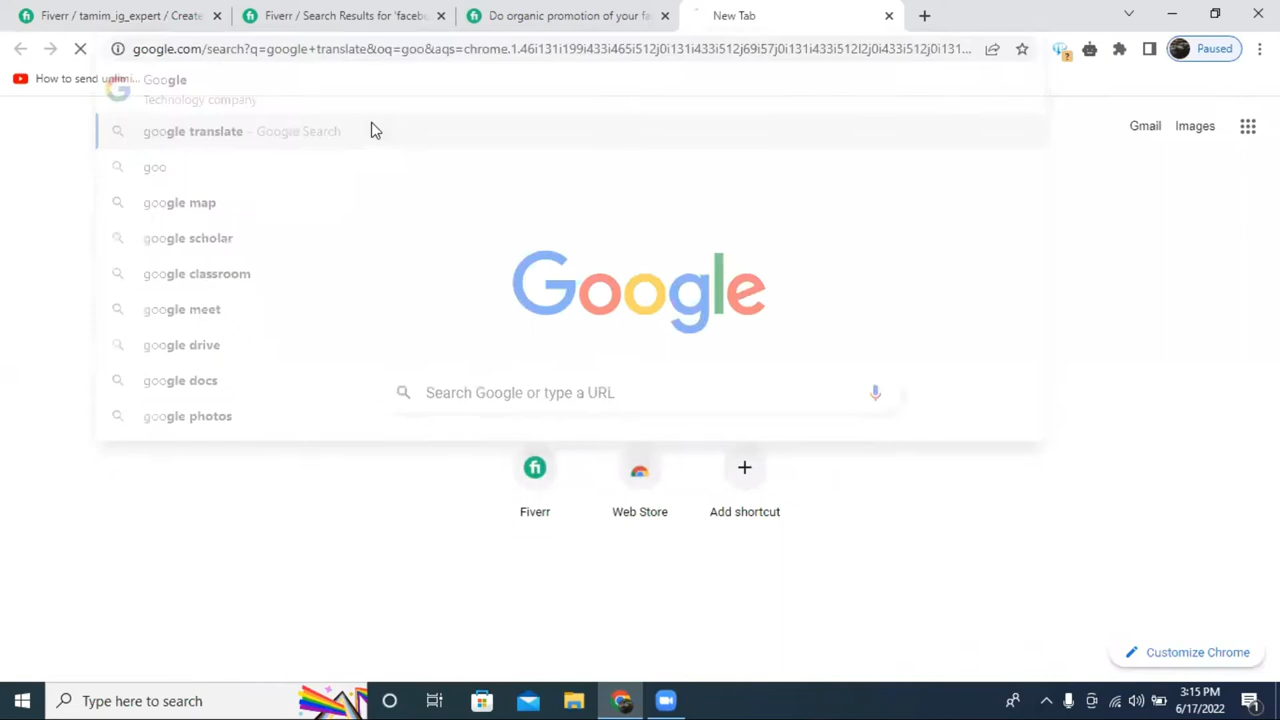 Fiverr / tamim_ig_expert / Create
Fiverr / Search Results for 'facebo
Do organic promotion of your fa
New Tab
google.com/search?q=google+translate&oq=goo&aqs=chrome.1.46i131i199i433i465i512j0i131i433i512j69i57j0i131i433i512l2j0i433i512j0i131...
Paused
How to send unlimi...
Google
Technology company
google translate - Google Search
goo
google map
google scholar
google classroom
google meet
google drive
google docs
google photos
Gmail
Images
Google
Search Google or type a URL
Fiverr
Web Store
Add shortcut
Customize Chrome
Type here to search
3:15 PM
6/17/2022
1